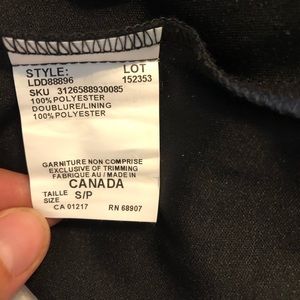 STYLE: LOT
LDD88896 152353
SKU 3126588930085
100%POLYESTER
DOUBLURE/LINING
100%POLYESTER
GARNITURE NON COMPRISE
EXCLUSIVE OF TRIMMING
FABRIQUE AU / MADE IN
CANADA
TAILLE S/P
SIZE
CA 01217 RN 68907